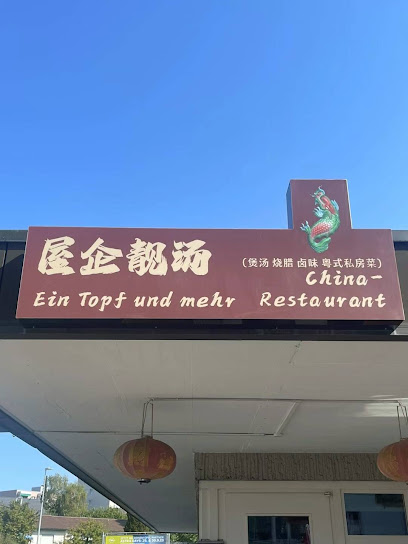 屋企靓汤
(煲汤 烧腊 卤味 粤式私房菜)
China-
Ein Topf und mehr Restaurant